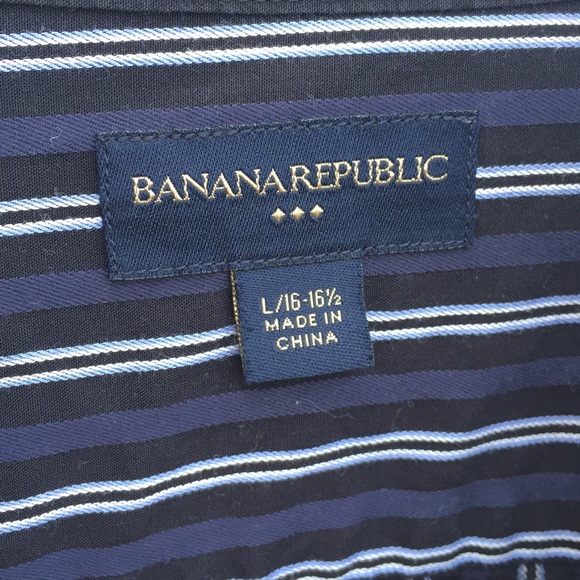 BANANA REPUBLIC
L/16-16½
MADE IN
CHINA